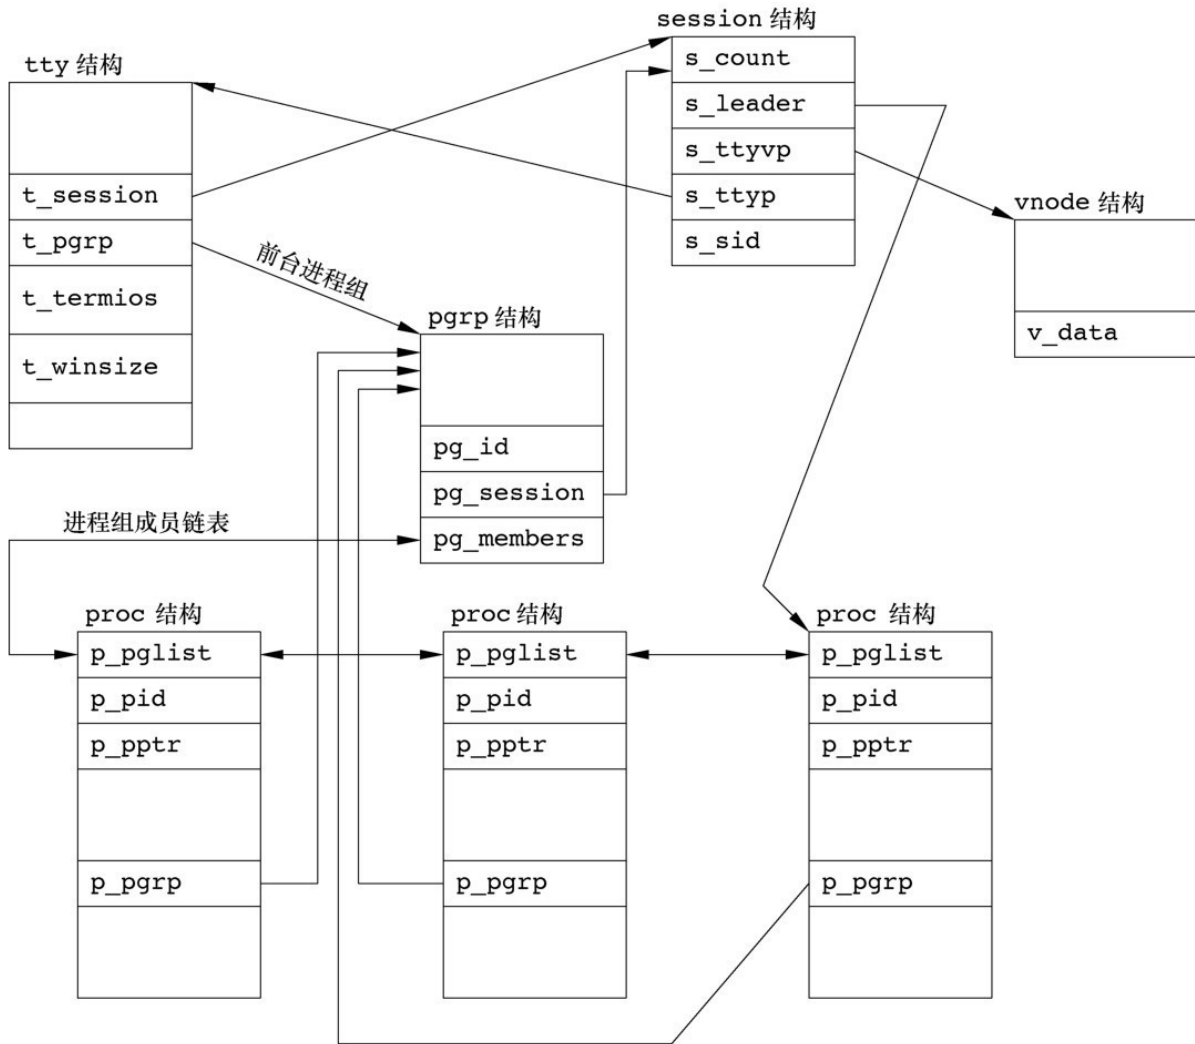 session 结构
s_count
s_leader
s_ttyvp
s_ttyp
s_sid
tty 结构
t_session
t_pgrp
t_termios
t_winsize
vnode 结构
v_data
前台进程组
pgrp 结构
pg_id
pg_session
pg_members
进程组成员链表
proc 结构
p_pglist
p_pid
p_pptr
p_pgrp
proc 结构
p_pglist
p_pid
p_pptr
p_pgrp
proc 结构
p_pglist
p_pid
p_pptr
p_pgrp